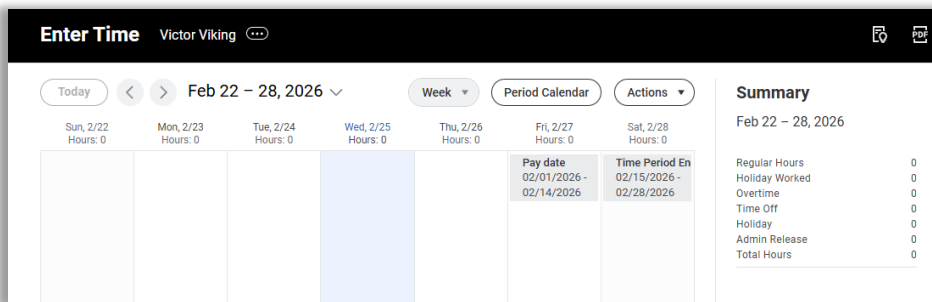 Enter Time Victor Viking
PDF
Today Feb 22 – 28, 2026 Week Period Calendar Actions
Sun, 2/22 Mon, 2/23 Tue, 2/24 Wed, 2/25 Thu, 2/26 Fri, 2/27 Sat, 2/28
Hours: 0 Hours: 0 Hours: 0 Hours: 0 Hours: 0 Hours: 0 Hours: 0
Pay date
02/01/2026 -
02/14/2026
Time Period En
02/15/2026 -
02/28/2026
Summary
Feb 22 – 28, 2026
Regular Hours 0
Holiday Worked 0
Overtime 0
Time Off 0
Holiday 0
Admin Release 0
Total Hours 0